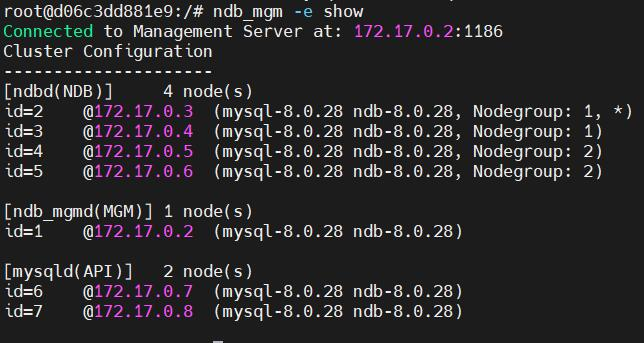 root@d06c3dd881e9:/# ndb_mgm -e show
Connected to Management Server at: 172.17.0.2:1186
Cluster Configuration
---------------------
[ndbd(NDB)]     4 node(s)
id=2    @172.17.0.3  (mysql-8.0.28 ndb-8.0.28, Nodegroup: 1, *)
id=3    @172.17.0.4  (mysql-8.0.28 ndb-8.0.28, Nodegroup: 1)
id=4    @172.17.0.5  (mysql-8.0.28 ndb-8.0.28, Nodegroup: 2)
id=5    @172.17.0.6  (mysql-8.0.28 ndb-8.0.28, Nodegroup: 2)
[ndb_mgmd(MGM)] 1 node(s)
id=1    @172.17.0.2  (mysql-8.0.28 ndb-8.0.28)
[mysqld(API)]   2 node(s)
id=6    @172.17.0.7  (mysql-8.0.28 ndb-8.0.28)
id=7    @172.17.0.8  (mysql-8.0.28 ndb-8.0.28)